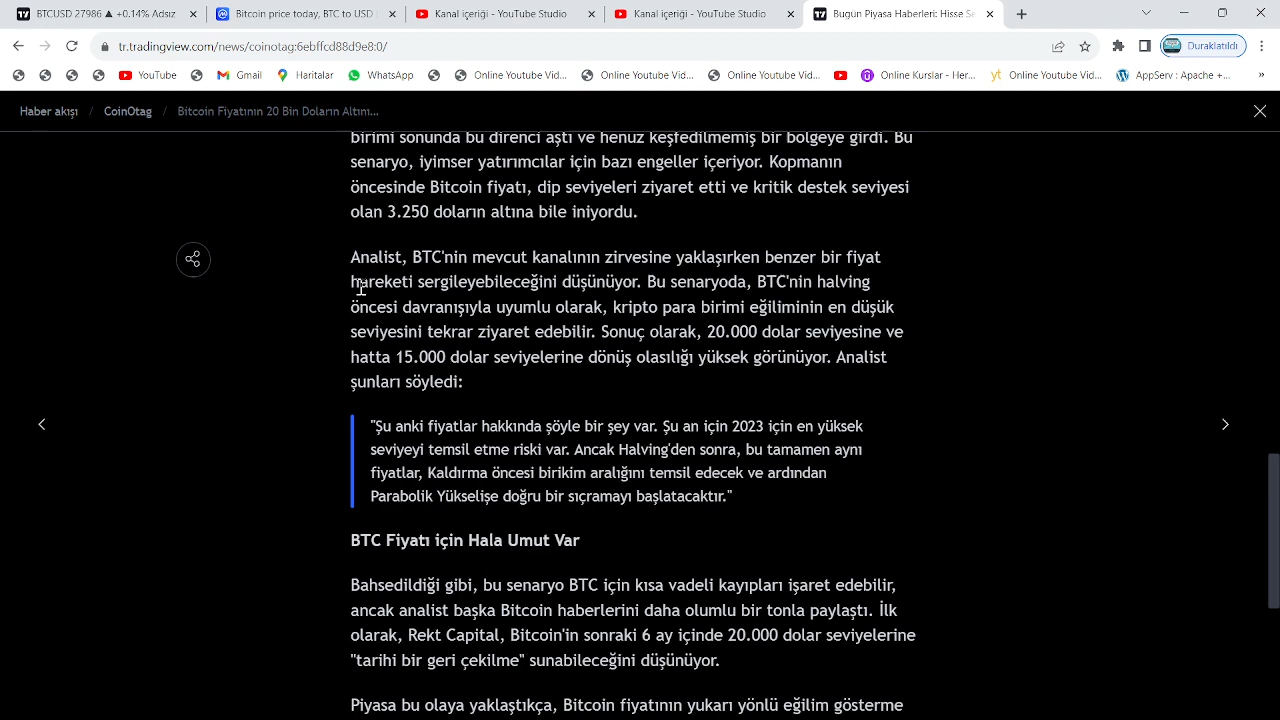 BTCUSD 27986 ▲ +0.14% Adsız
Bitcoin price today, BTC to USD
Kanal içeriği - YouTube Studio
Kanal içeriği - YouTube Studio
Bugün Piyasa Haberleri: Hisse Se
tr.tradingview.com/news/coinotag:6ebffcd88d9e8:0/
Duraklatıldı
YouTube
Gmail
Haritalar
WhatsApp
Online Youtube Vid...
Online Youtube Vid...
Online Youtube Vid...
Online Kurslar - Her...
Online Youtube Vid...
AppServ : Apache +...
Haber akışı / CoinOtag / Bitcoin Fiyatının 20 Bin Doların Altını...
birimi sonunda bu direnci aştı ve henüz keşfedilmemiş bir bölgeye girdi. Bu
senaryo, iyimser yatırımcılar için bazı engeller içeriyor. Kopmanın
öncesinde Bitcoin fiyatı, dip seviyeleri ziyaret etti ve kritik destek seviyesi
olan 3.250 doların altına bile iniyordu.
Analist, BTC'nin mevcut kanalının zirvesine yaklaşırken benzer bir fiyat
hareketi sergileyebileceğini düşünüyor. Bu senaryoda, BTC'nin halving
öncesi davranışıyla uyumlu olarak, kripto para birimi eğiliminin en düşük
seviyesini tekrar ziyaret edebilir. Sonuç olarak, 20.000 dolar seviyesine ve
hatta 15.000 dolar seviyelerine dönüş olasılığı yüksek görünüyor. Analist
şunları söyledi:
"Şu anki fiyatlar hakkında şöyle bir şey var. Şu an için 2023 için en yüksek
seviyeyi temsil etme riski var. Ancak Halving'den sonra, bu tamamen aynı
fiyatlar, Kaldırma öncesi birikim aralığını temsil edecek ve ardından
Parabolik Yükselişe doğru bir sıçramayı başlatacaktır."
BTC Fiyatı için Hala Umut Var
Bahsedildiği gibi, bu senaryo BTC için kısa vadeli kayıpları işaret edebilir,
ancak analist başka Bitcoin haberlerini daha olumlu bir tonla paylaştı. İlk
olarak, Rekt Capital, Bitcoin'in sonraki 6 ay içinde 20.000 dolar seviyelerine
"tarihi bir geri çekilme" sunabileceğini düşünüyor.
Piyasa bu olaya yaklaştıkça, Bitcoin fiyatının yukarı yönlü eğilim gösterme